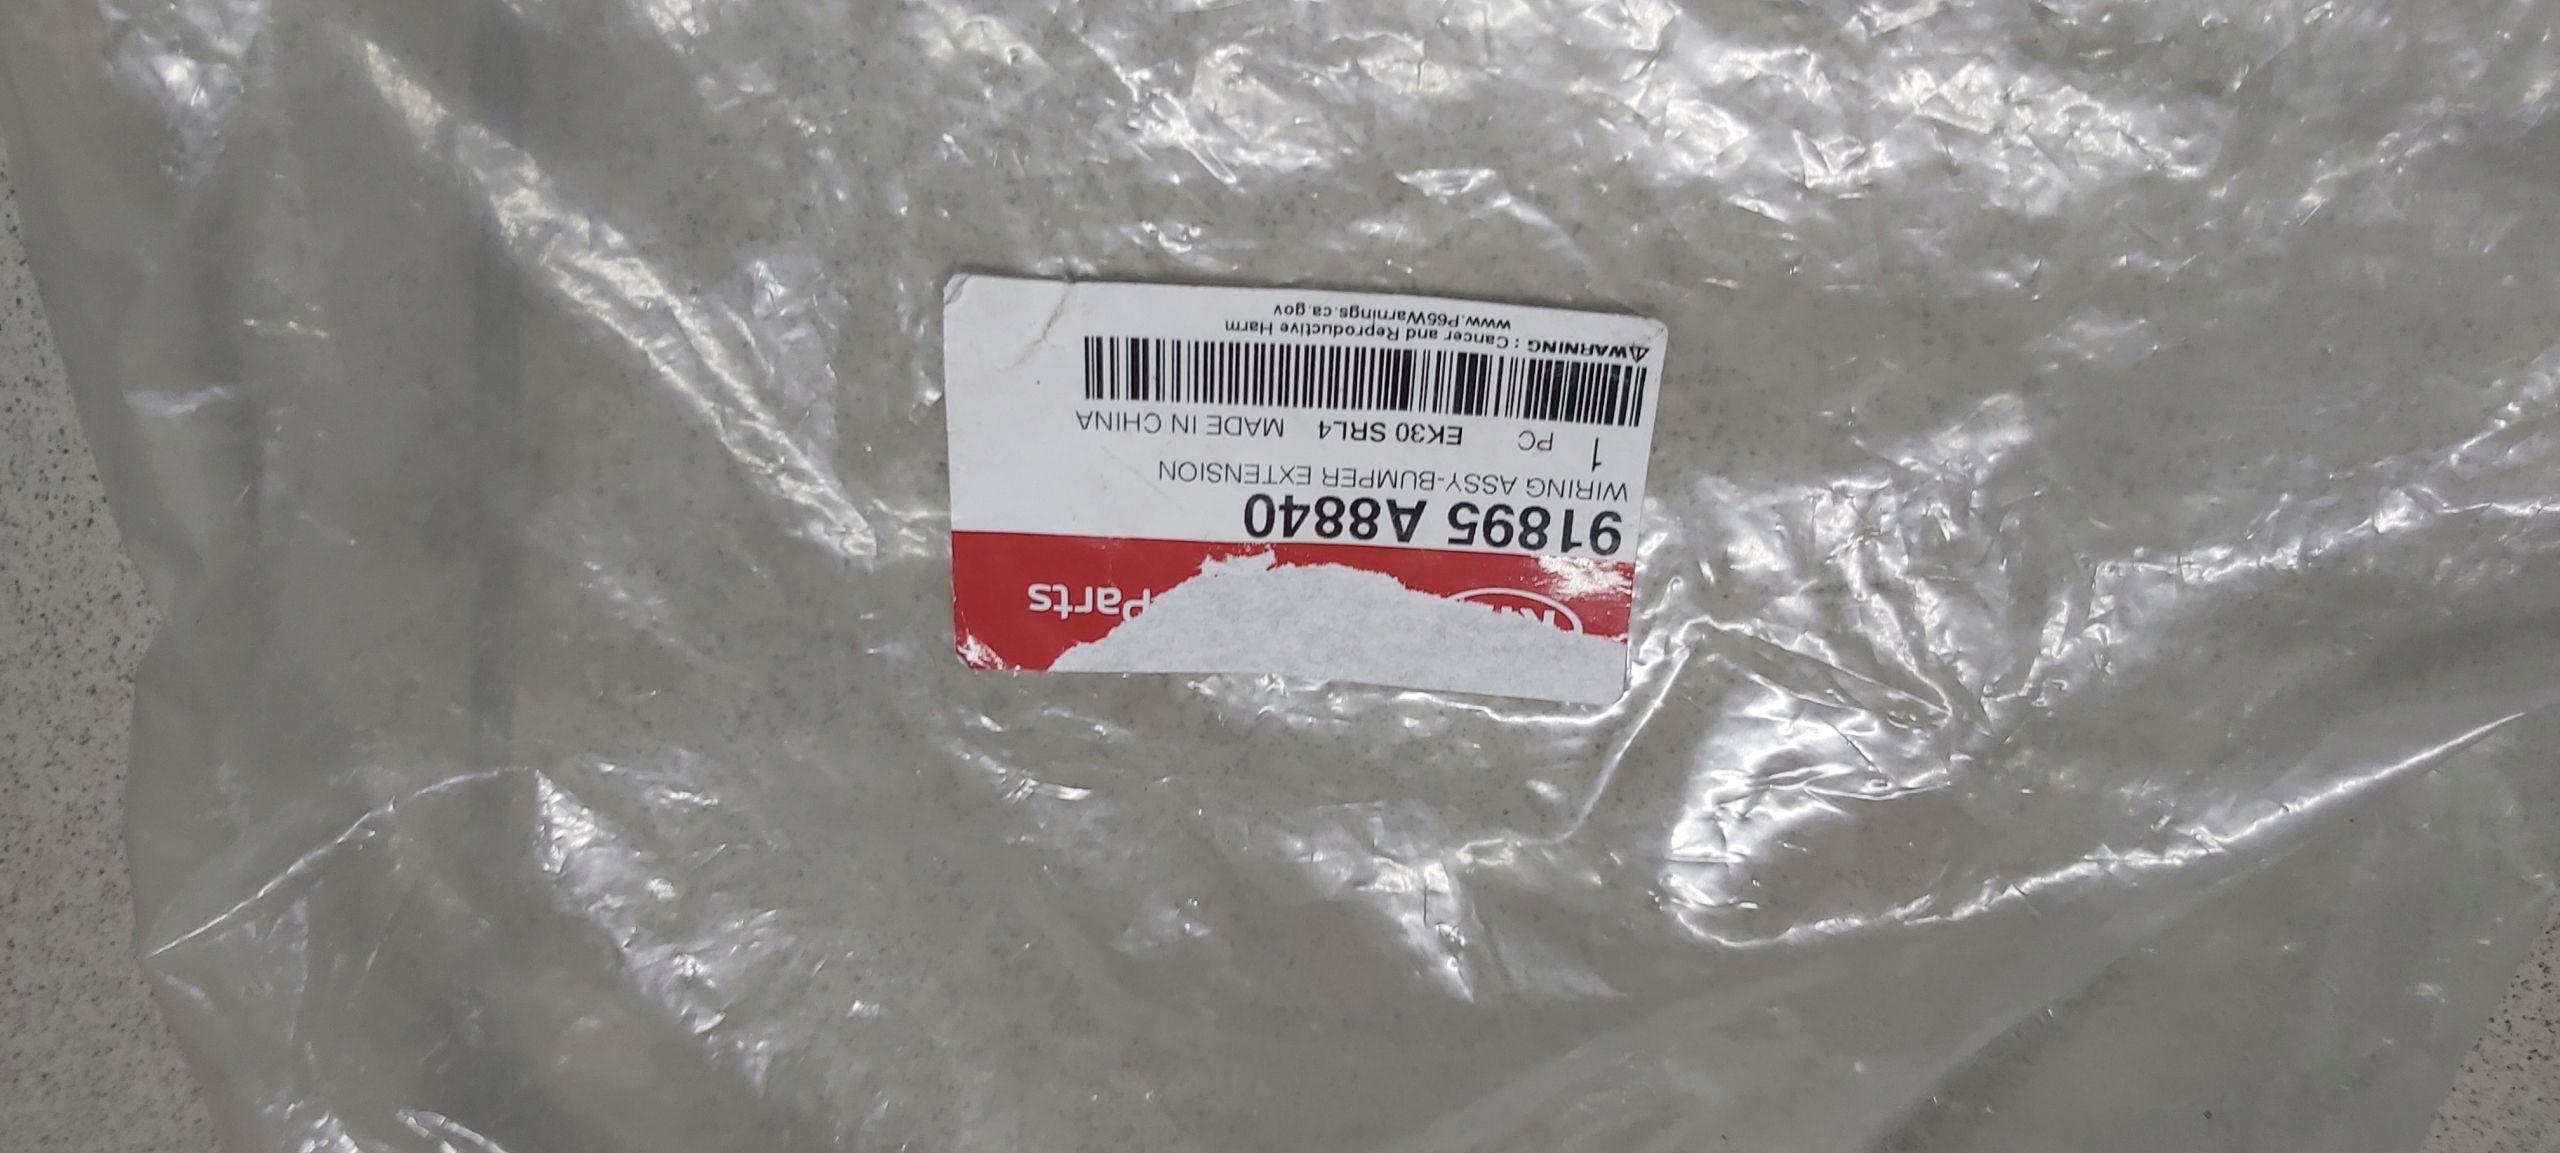 Parts
91895 A8840
WIRING ASSY-BUMPER EXTENSION
1 PC EK30 SRL4 MADE IN CHINA
⚠WARNING : Cancer and Reproductive Harm
www.P65Warnings.ca.gov